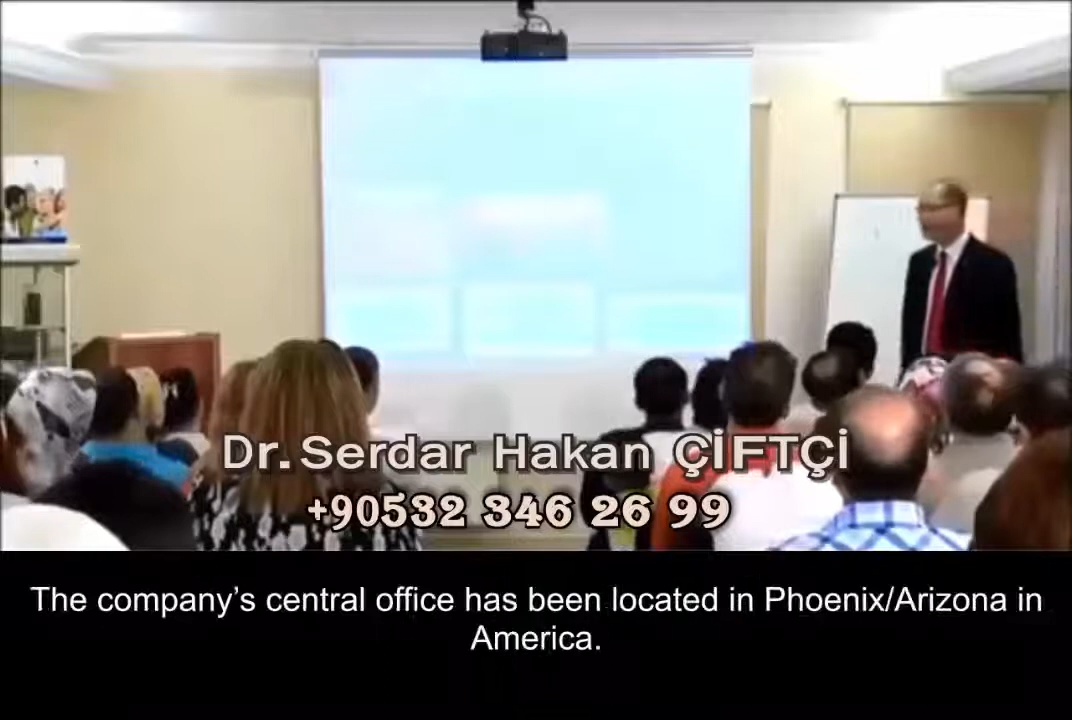 Dr. Serdar Hakan ÇİFTÇİ
+90532 346 26 99
The company’s central office has been located in Phoenix/Arizona in
America.